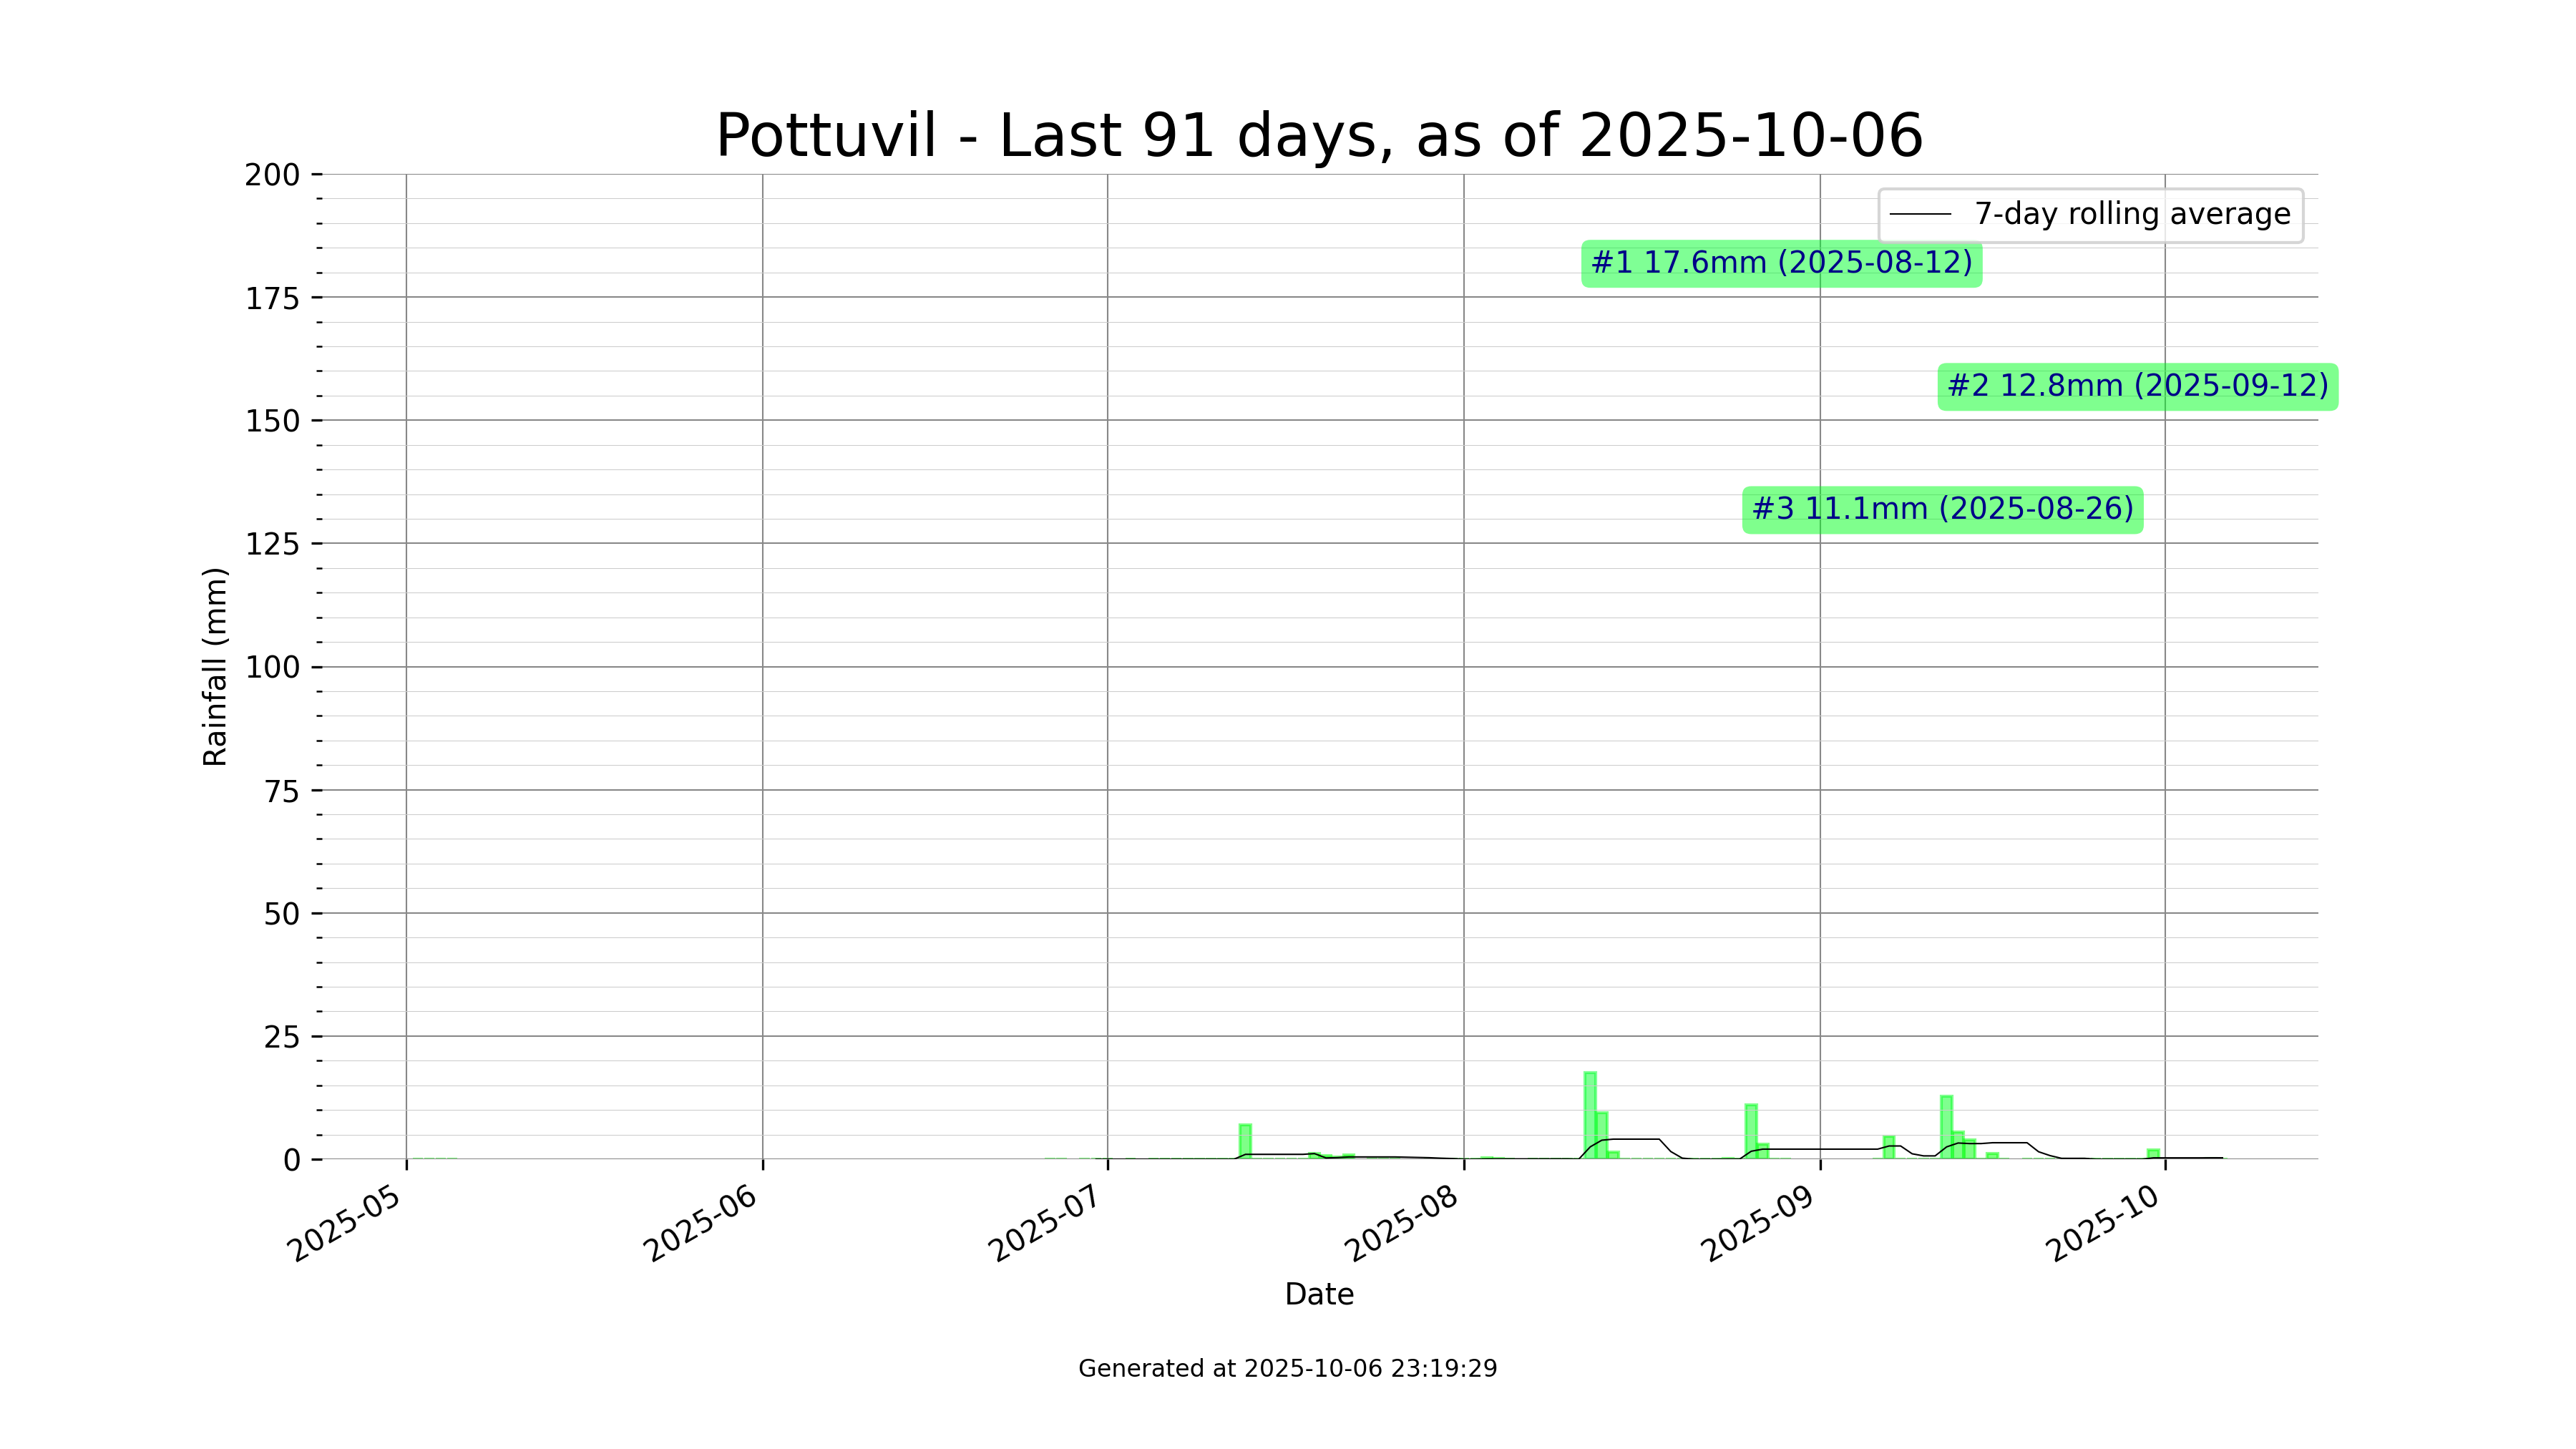 Pottuvil - Last 91 days, as of 2025-10-06
200
175
150
125
100
75
50
25
0
Rainfall (mm)
7-day rolling average
#1 17.6mm (2025-08-12)
#2 12.8mm (2025-09-12)
#3 11.1mm (2025-08-26)
2025-05
2025-06
2025-07
2025-08
2025-09
2025-10
Date
Generated at 2025-10-06 23:19:29